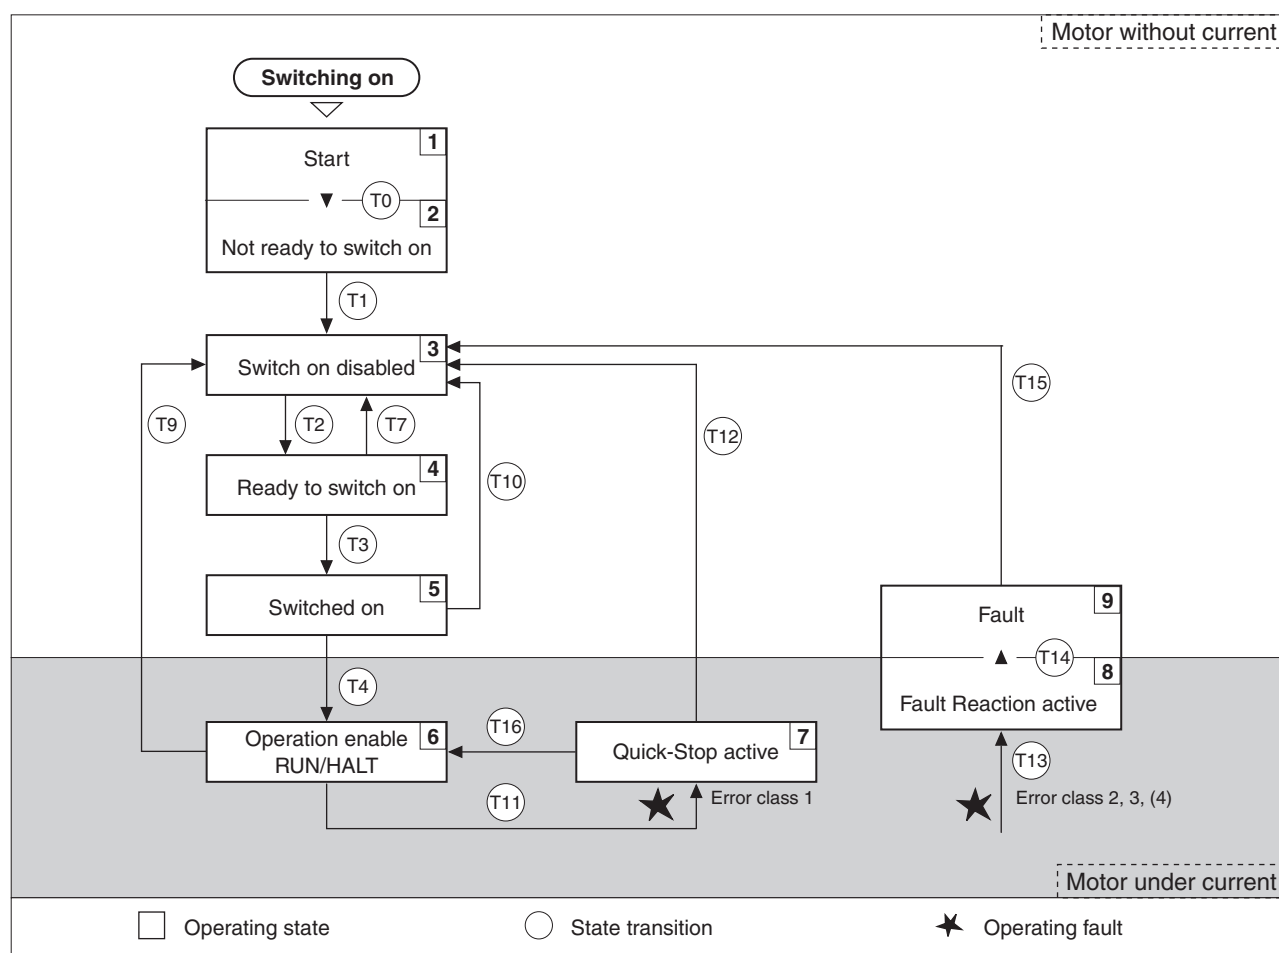 Motor without current
Switching on
1
Start
T0
2
Not ready to switch on
T1
3
Switch on disabled
T15
T9
T2
T7
T12
4
Ready to switch on
T10
T3
5
Switched on
9
Fault
T14
8
Fault Reaction active
T4
6
Operation enable
RUN/HALT
T16
7
Quick-Stop active
T13
T11
Error class 1
Error class 2, 3, (4)
Motor under current
Operating state
State transition
Operating fault